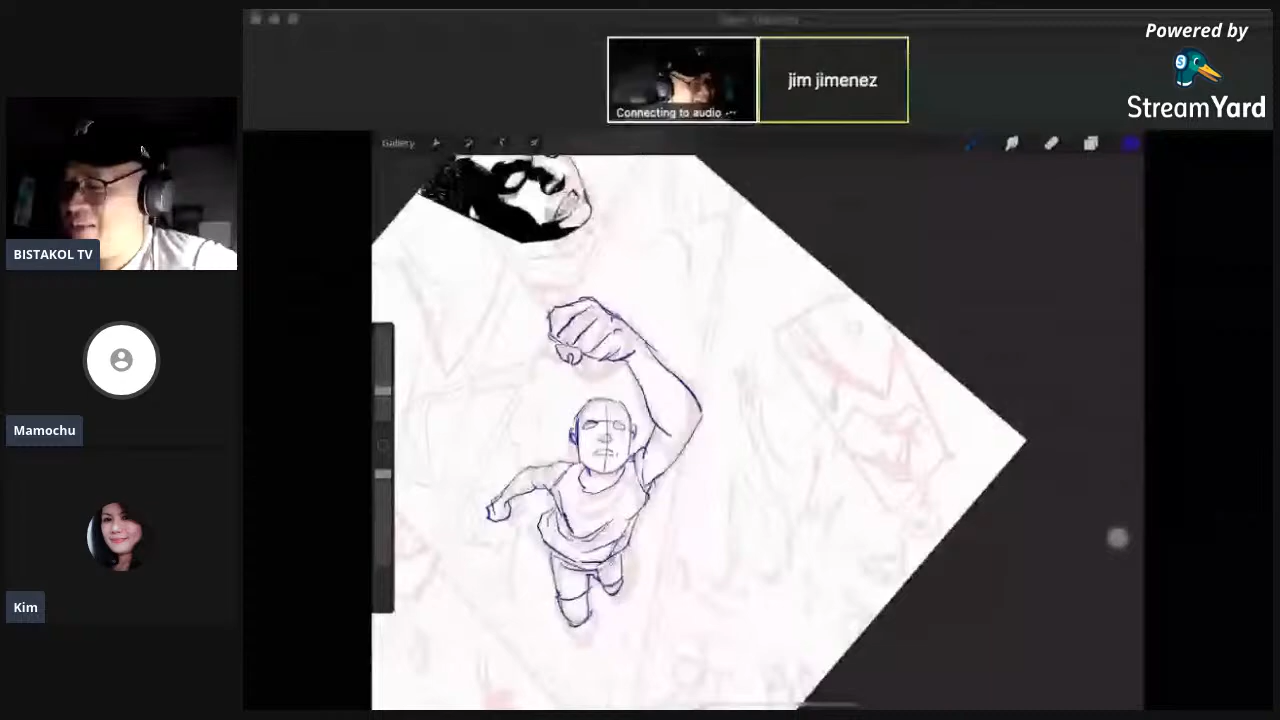 Powered by
StreamYard
jim jimenez
Connecting to audio ···
Gallery
BISTAKOL TV
Mamochu
Kim